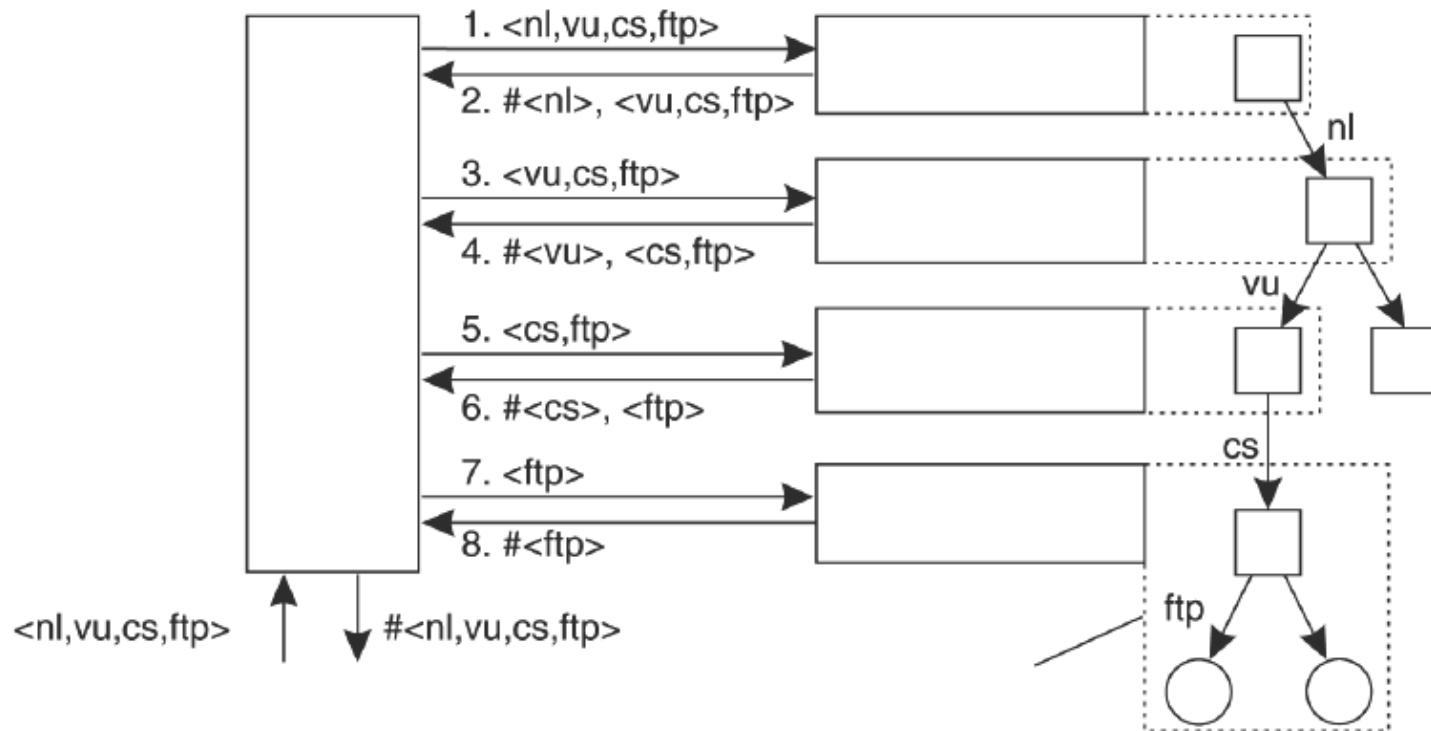 1. <nl,vu,cs,ftp>
2. #<nl>, <vu,cs,ftp>
nl
3. <vu,cs,ftp>
4. #<vu>, <cs,ftp>
vu
5. <cs,ftp>
6. #<cs>, <ftp>
cs
7. <ftp>
8. #<ftp>
ftp
<nl,vu,cs,ftp>
#<nl,vu,cs,ftp>